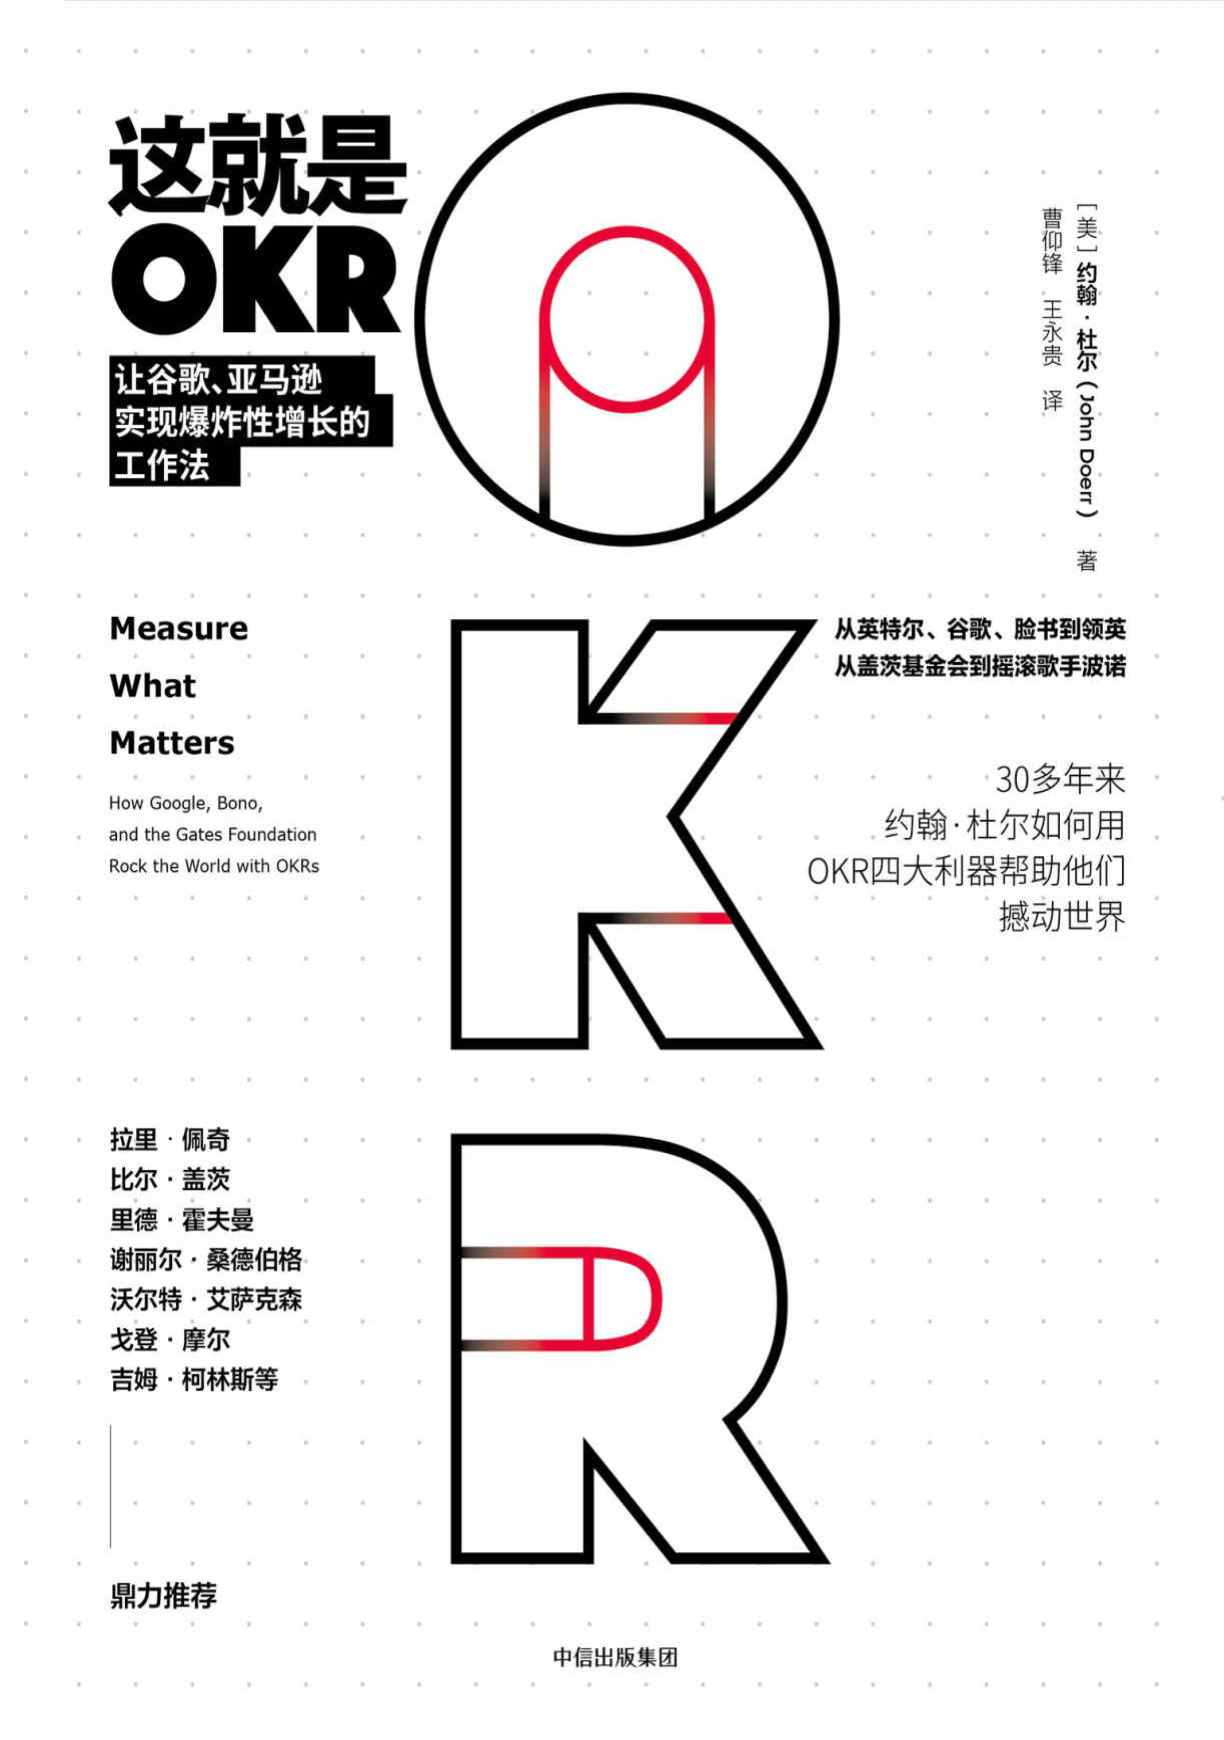 这就是
OKR
让谷歌、亚马逊
实现爆炸性增长的
工作法
[美] 约翰·杜尔 (John Doerr) 著
曹仰锋 王永贵 译
Measure
What
Matters
How Google, Bono,
and the Gates Foundation
Rock the World with OKRs
从英特尔、谷歌、脸书到领英
从盖茨基金会到摇滚歌手波诺
30多年来
约翰·杜尔如何用
OKR四大利器帮助他们
撼动世界
O
K
R
拉里·佩奇
比尔·盖茨
里德·霍夫曼
谢丽尔·桑德伯格
沃尔特·艾萨克森
戈登·摩尔
吉姆·柯林斯等
鼎力推荐
中信出版集团